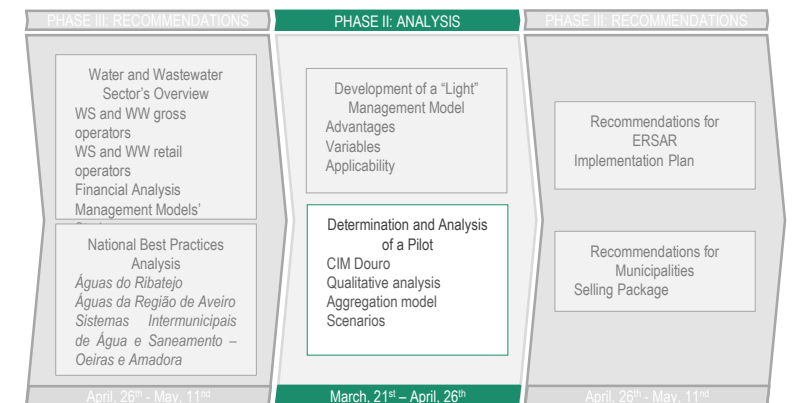 PHASE III: RECOMMENDATIONS
Water and Wastewater
Sector's Overview
WS and WW gross
operators
WS and WW retail
operators
Financial Analysis
Management Models'
National Best Practices
Analysis
Águas do Ribatejo
Águas da Região de Aveiro
Sistemas Intermunicipais
de Água e Saneamento –
Oeiras e Amadora
April, 26th - May, 11nd
PHASE II: ANALYSIS
Development of a “Light”
Management Model
Advantages
Variables
Applicability
Determination and Analysis
of a Pilot
CIM Douro
Qualitative analysis
Aggregation model
Scenarios
March, 21st – April, 26th
PHASE III: RECOMMENDATIONS
Recommendations for
ERSAR
Implementation Plan
Recommendations for
Municipalities
Selling Package
April, 26th - May, 11nd